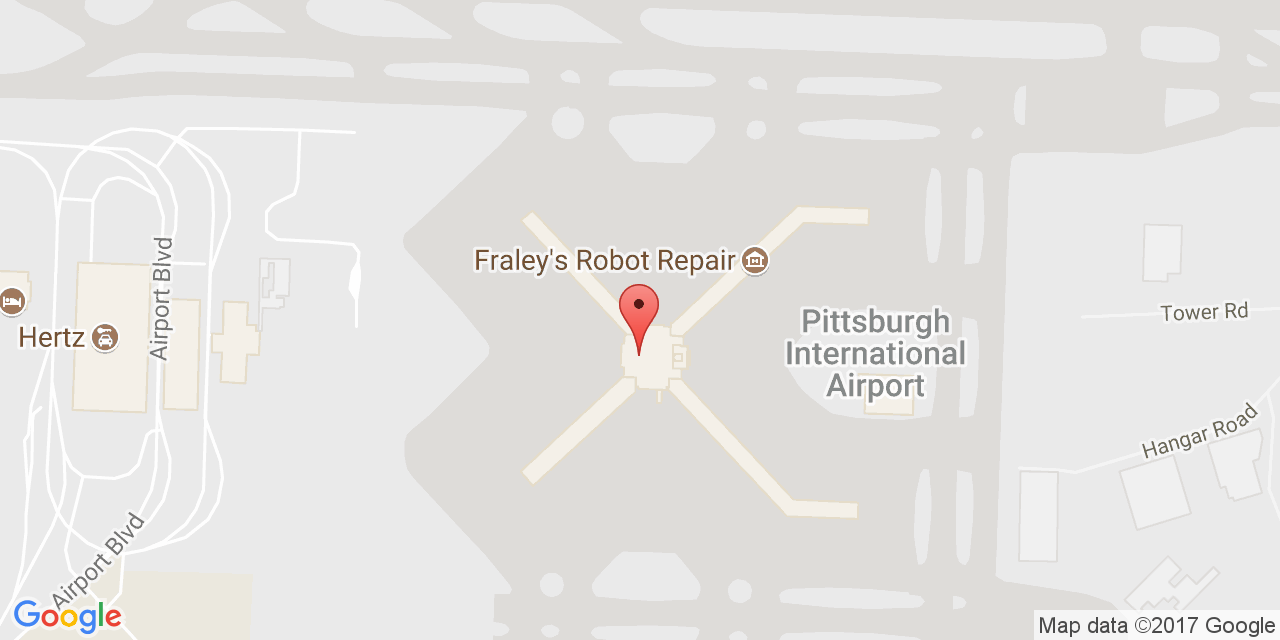 Fraley's Robot Repair
Airport Blvd
Hertz
Pittsburgh
International
Airport
Tower Rd
Hangar Road
Airport Blvd
Google
Map data ©2017 Google